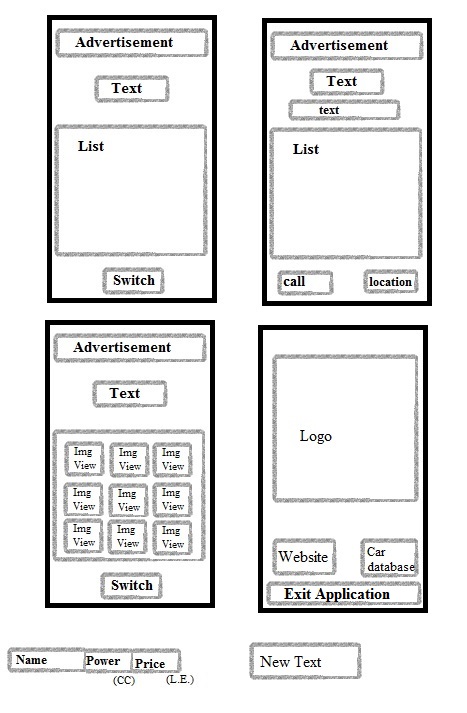 Advertisement
Text
List
Switch
Advertisement
Text
text
List
call
location
Advertisement
Text
Img
View
Img
View
Img
View
Img
View
Img
View
Img
View
Img
View
Img
View
Img
View
Switch
Logo
Website
Car
database
Exit Application
Name
Power
Price
(CC)
(L.E.)
New Text